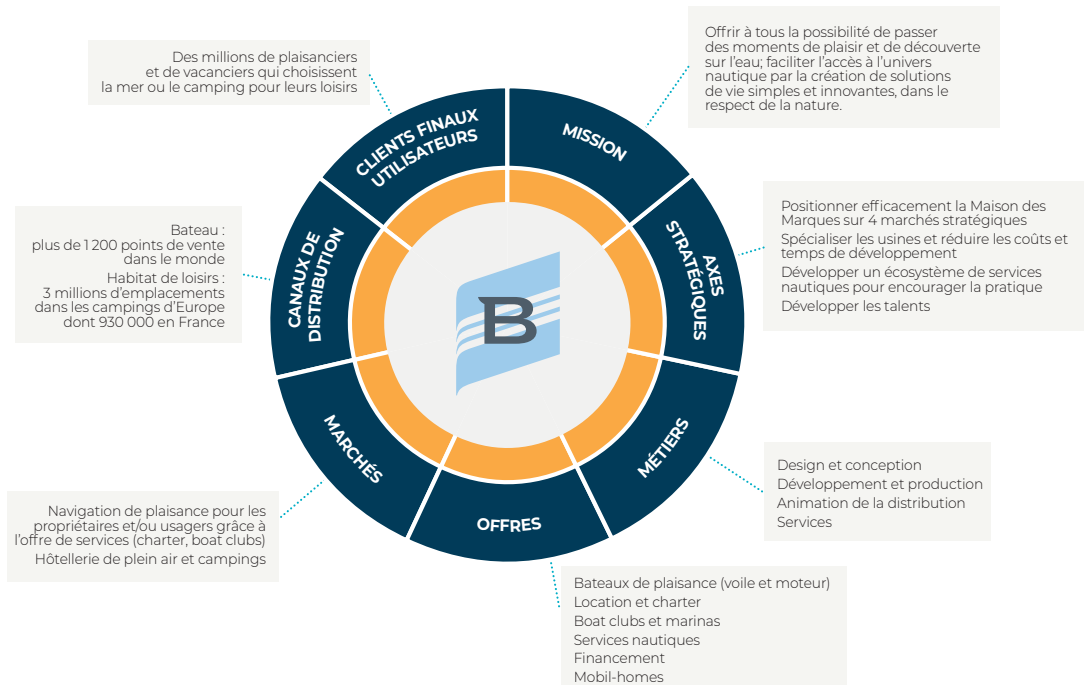 MISSION
Offrir à tous la possibilité de passer
des moments de plaisir et de découverte
sur l'eau; faciliter l'accès à l'univers
nautique par la création de solutions
de vie simples et innovantes, dans le
respect de la nature.
AXES
STRATÉGIQUES
Positionner efficacement la Maison des
Marques sur 4 marchés stratégiques
Spécialiser les usines et réduire les coûts et
temps de développement
Développer un écosystème de services
nautiques pour encourager la pratique
Développer les talents
MÉTIERS
Design et conception
Développement et production
Animation de la distribution
Services
OFFRES
Bateaux de plaisance (voile et moteur)
Location et charter
Boat clubs et marinas
Services nautiques
Financement
Mobil-homes
MARCHÉS
Navigation de plaisance pour les
propriétaires et/ou usagers grâce à
l'offre de services (charter, boat clubs)
Hôtellerie de plein air et campings
CANAUX DE
DISTRIBUTION
Bateau :
plus de 1 200 points de vente
dans le monde
Habitat de loisirs :
3 millions d'emplacements
dans les campings d'Europe
dont 930 000 en France
CLIENTS FINAUX
UTILISATEURS
Des millions de plaisanciers
et de vacanciers qui choisissent
la mer ou le camping pour leurs loisirs
B